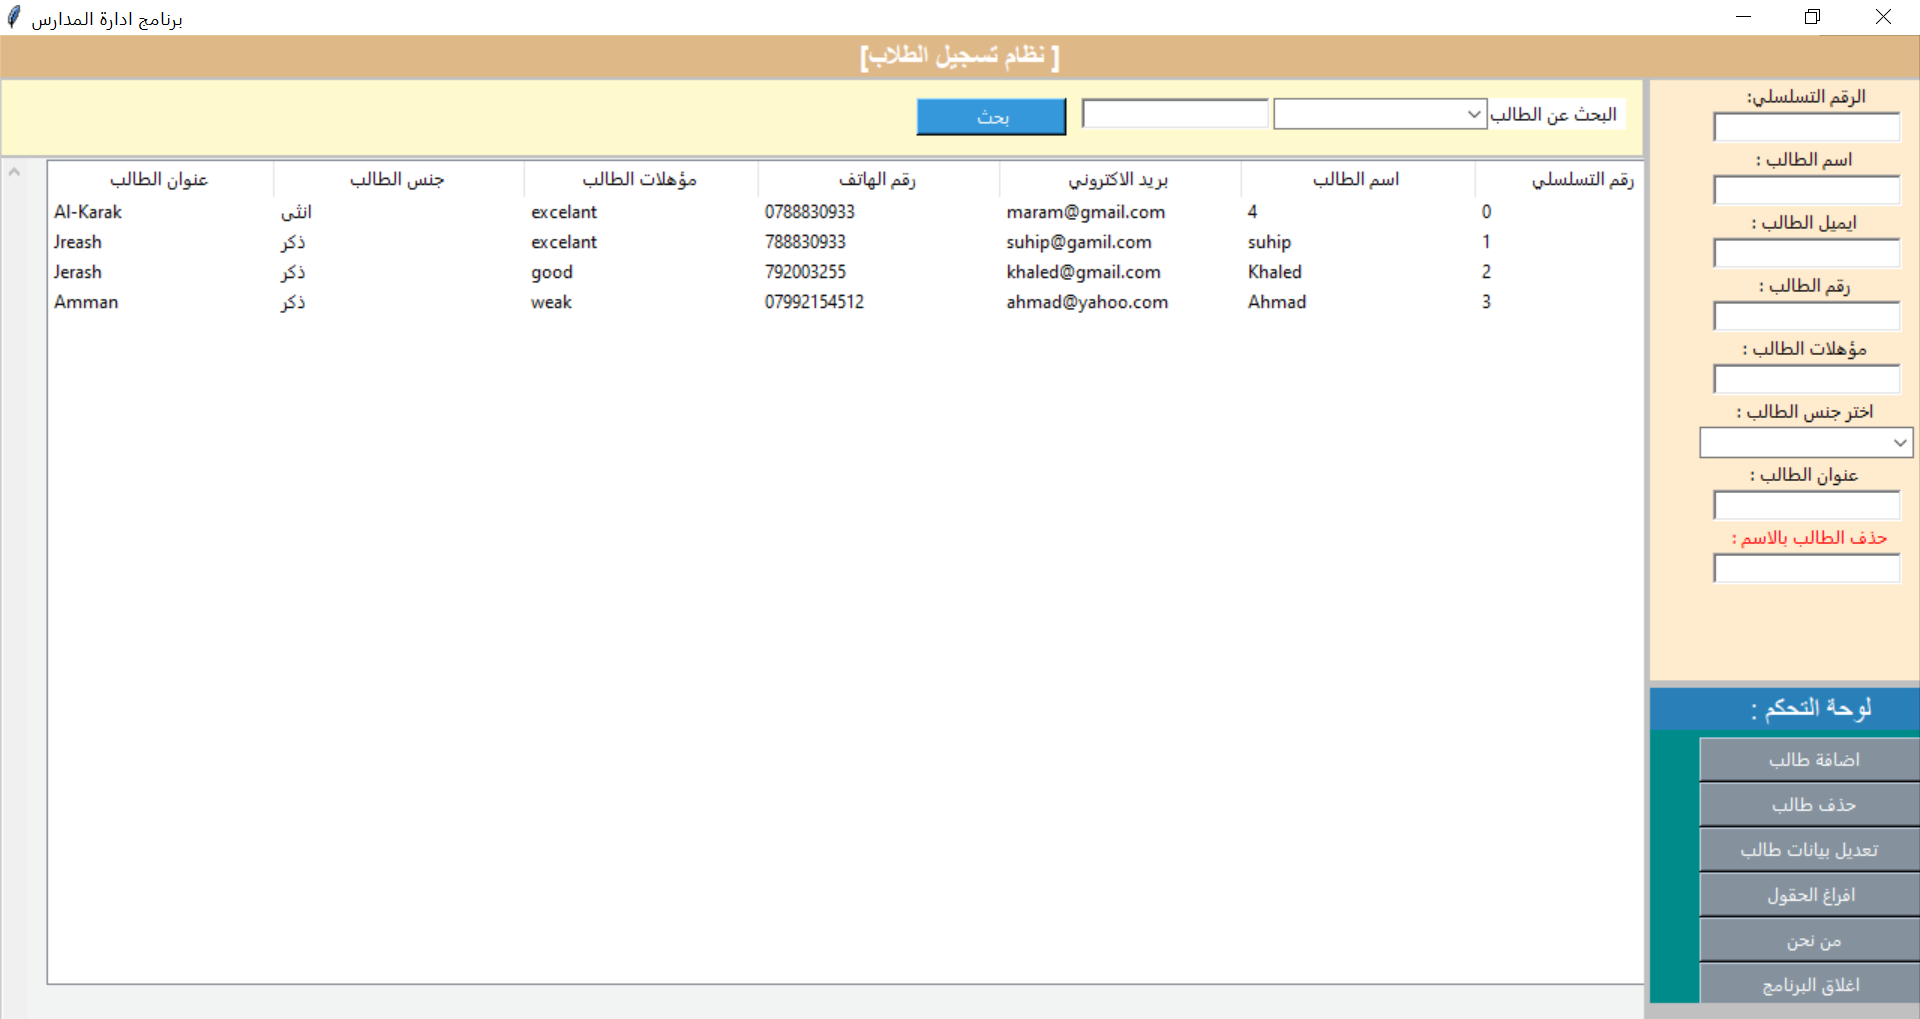 برنامج ادارة المدارس
[ نظام تسجيل الطلاب]
البحث عن الطالب بحث
رقم التسلسلي اسم الطالب بريد الاكتروني رقم الهاتف مؤهلات الطالب جنس الطالب عنوان الطالب
Al-Karak انثى excelant 0788830933 maram@gmail.com 4 0
Jreash ذكر excelant 788830933 suhip@gamil.com suhip 1
Jerash ذكر good 792003255 khaled@gmail.com Khaled 2
Amman ذكر weak 07992154512 ahmad@yahoo.com Ahmad 3
الرقم التسلسلي:
اسم الطالب :
ايميل الطالب :
رقم الطالب :
مؤهلات الطالب :
اختر جنس الطالب :
عنوان الطالب :
حذف الطالب بالاسم :
لوحة التحكم :
اضافة طالب
حذف طالب
تعديل بيانات طالب
افراغ الحقول
من نحن
اغلاق البرنامج